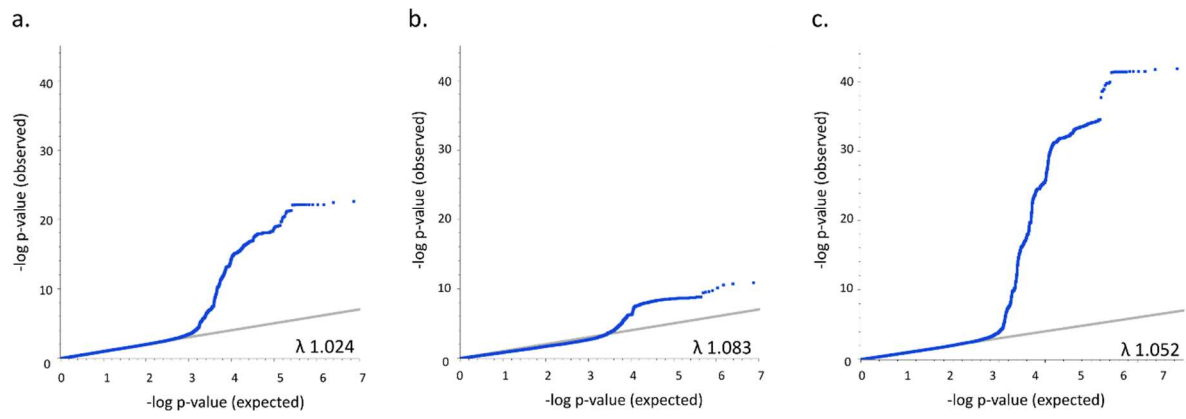 a.
b.
c.
-log p-value (observed)
40
30
20
10
0
λ 1.024
0 1 2 3 4 5 6 7
-log p-value (expected)
-log p-value (observed)
40
30
20
10
0
λ 1.083
0 1 2 3 4 5 6 7
-log p-value (expected)
-log p-value (observed)
40
30
20
10
0
λ 1.052
0 1 2 3 4 5 6 7
-log p-value (expected)